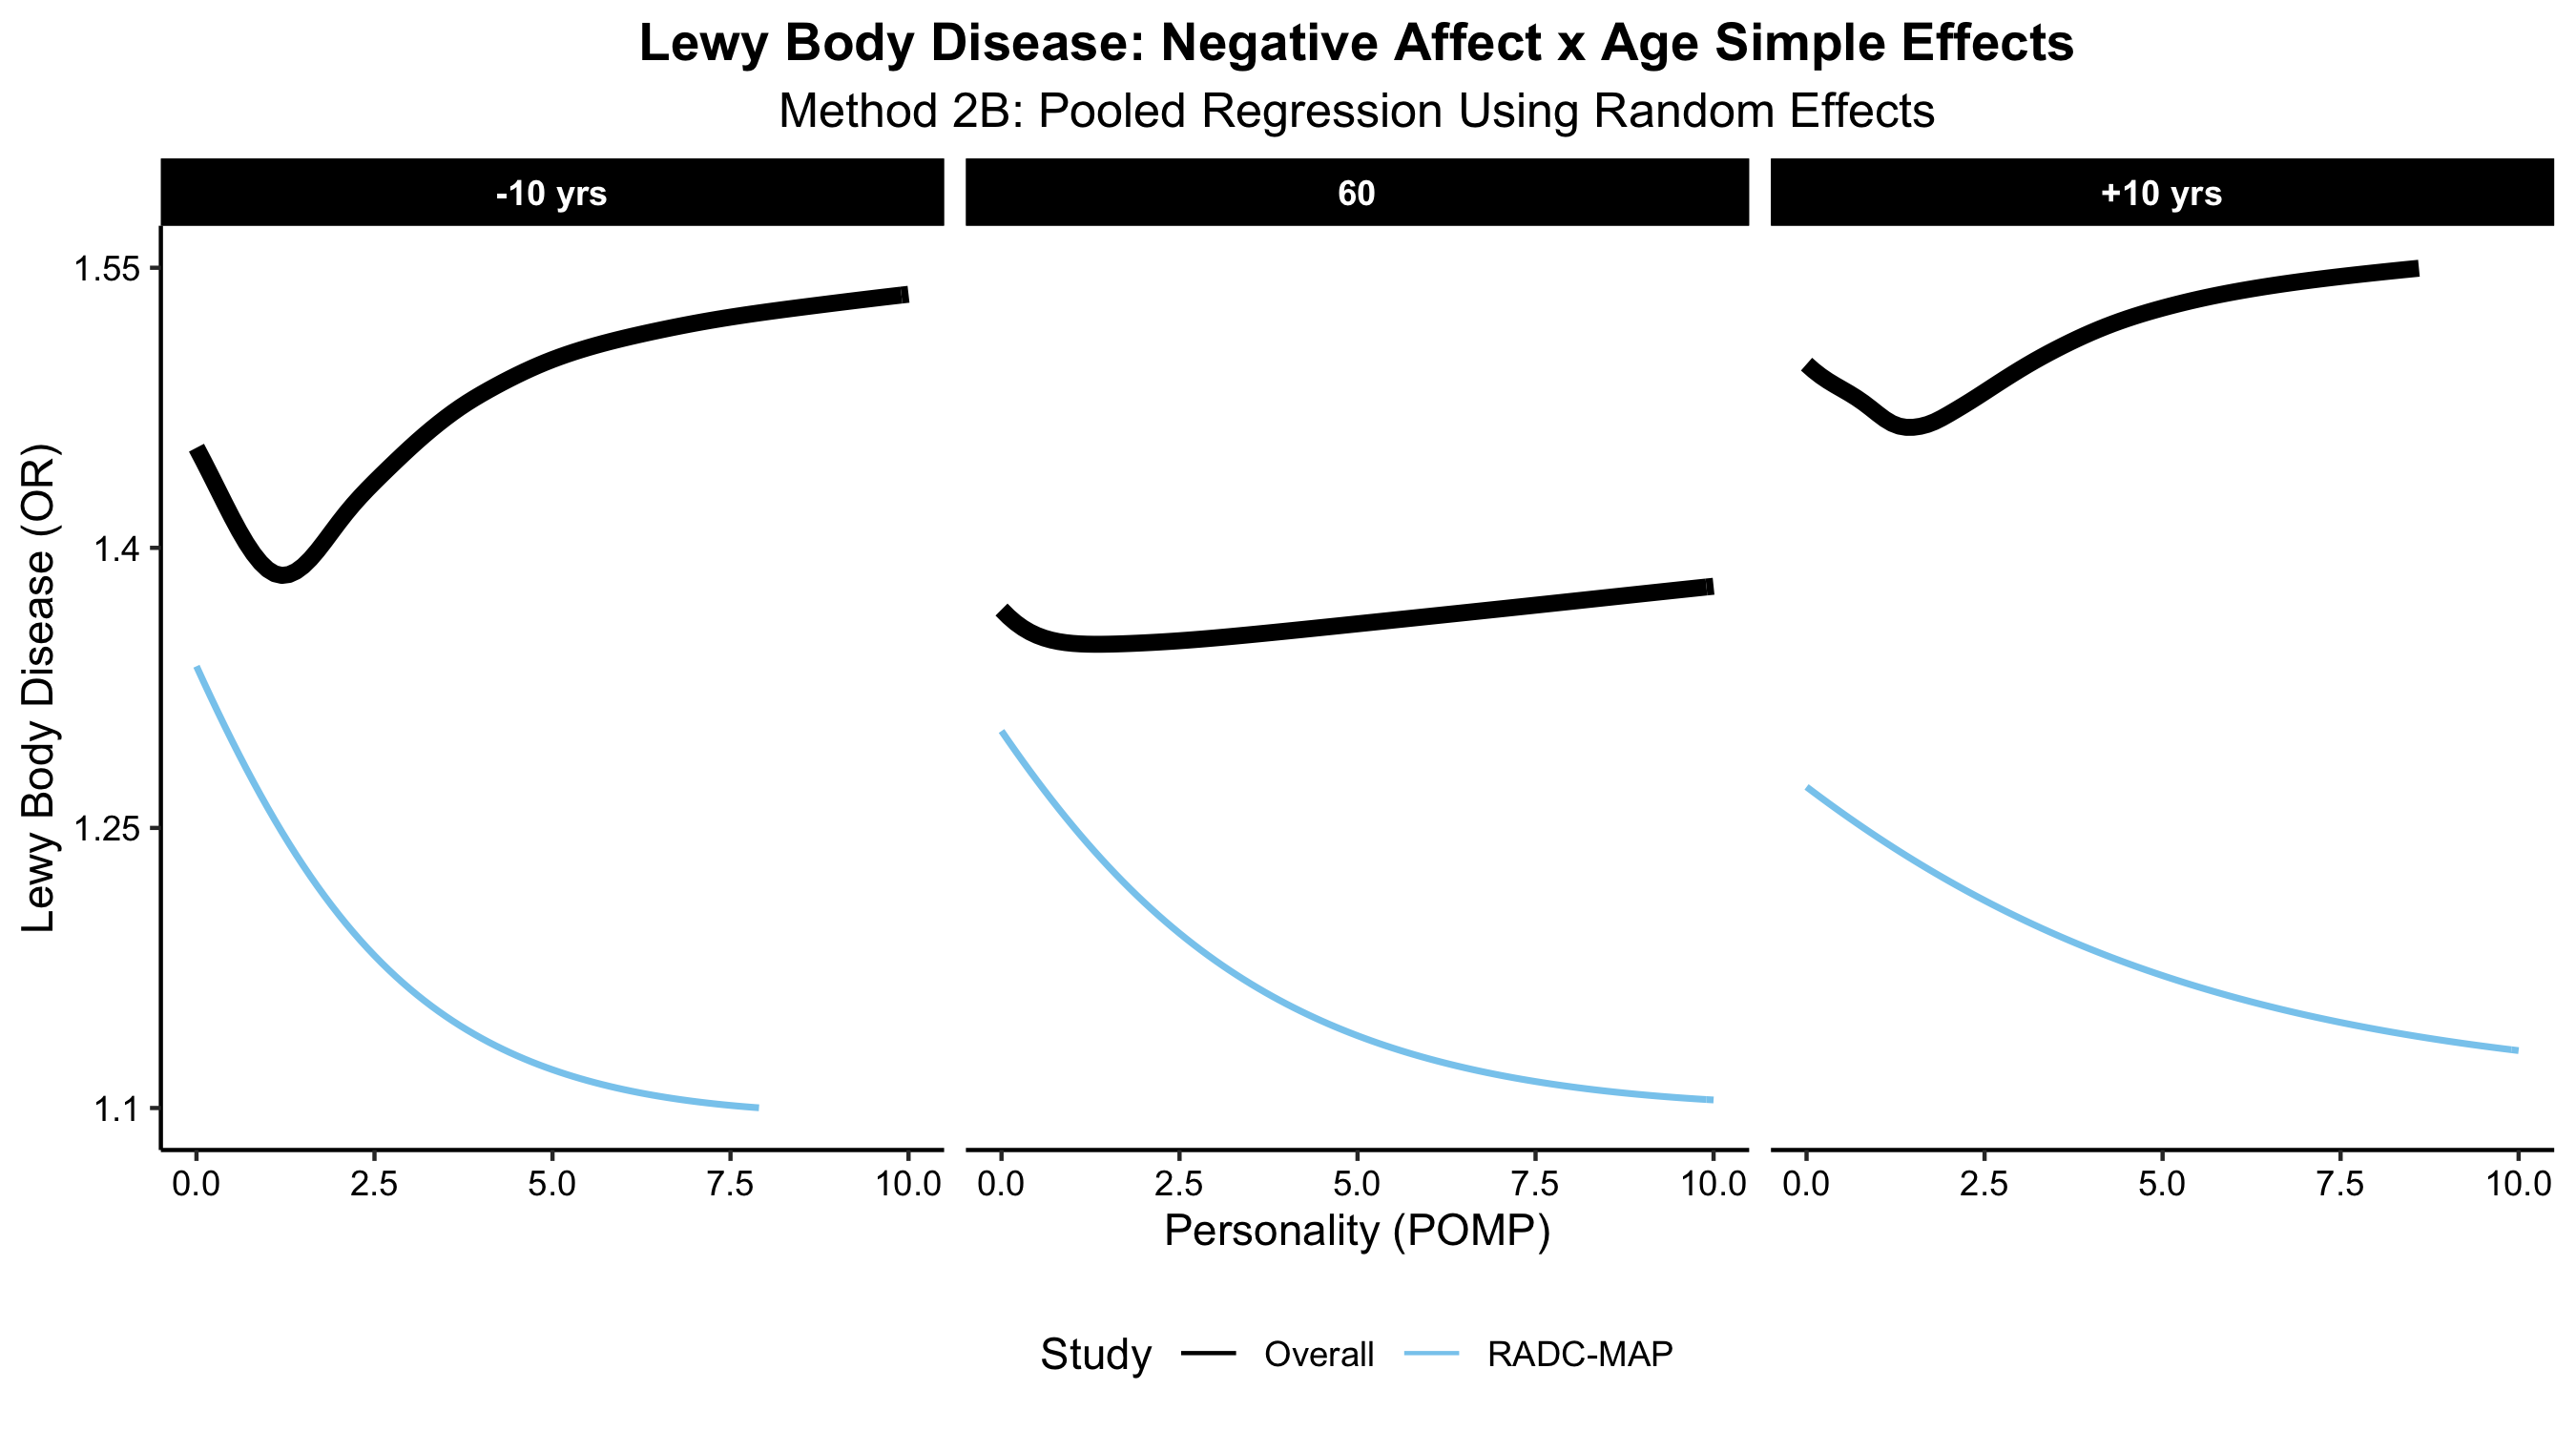 Lewy Body Disease: Negative Affect x Age Simple Effects
Method 2B: Pooled Regression Using Random Effects
-10 yrs 60 +10 yrs
Lewy Body Disease (OR)
1.55
1.4
1.25
1.1
0.0 2.5 5.0 7.5 10.0 0.0 2.5 5.0 7.5 10.0 0.0 2.5 5.0 7.5 10.0
Personality (POMP)
Study Overall RADC-MAP